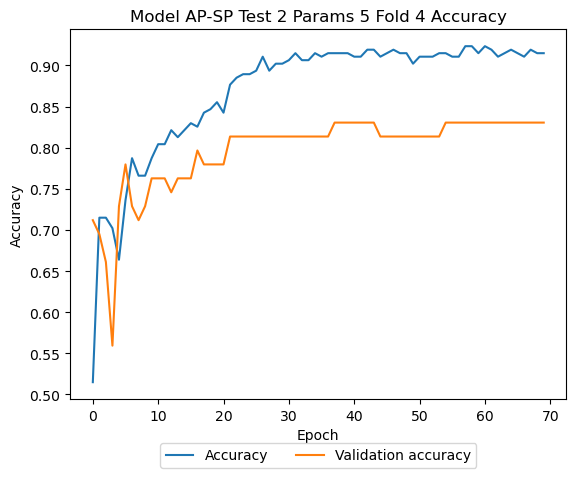 Model AP-SP Test 2 Params 5 Fold 4 Accuracy
0.90
0.85
0.80
0.75
0.70
0.65
0.60
0.55
0.50
Accuracy
0 10 20 30 40 50 60 70
Epoch
Accuracy Validation accuracy